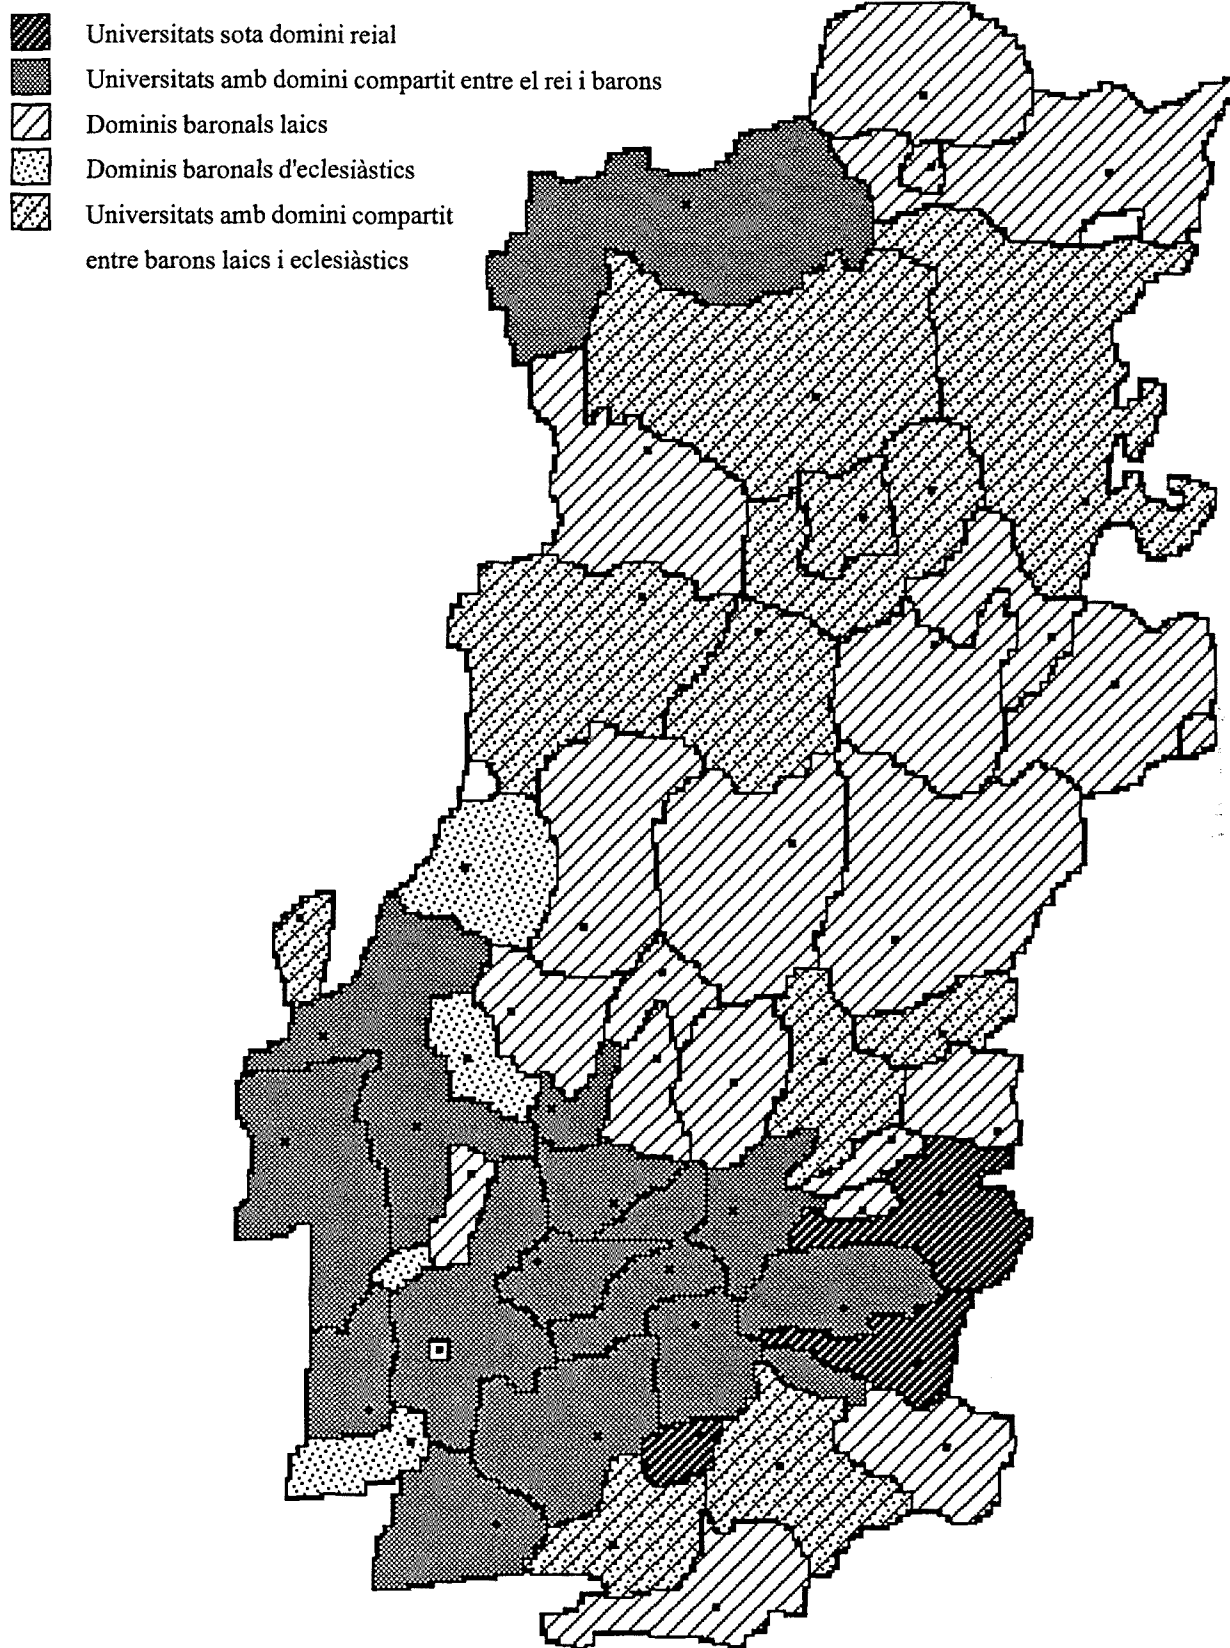 Universitats sota domini reial
Universitats amb domini compartit entre el rei i barons
Dominis baronals laics
Dominis baronals d'eclesiàstics
Universitats amb domini compartit
entre barons laics i eclesiàstics